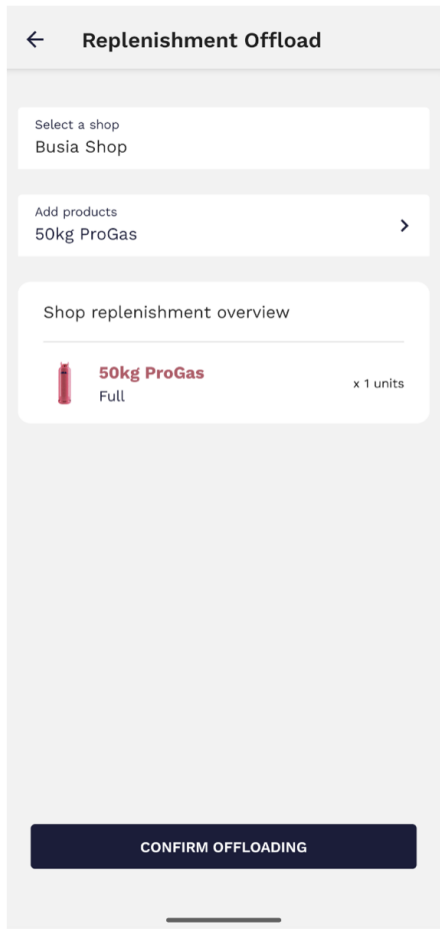 Replenishment Offload
Select a shop
Busia Shop
Add products
50kg ProGas
Shop replenishment overview
50kg ProGas
Full
x 1 units
CONFIRM OFFLOADING